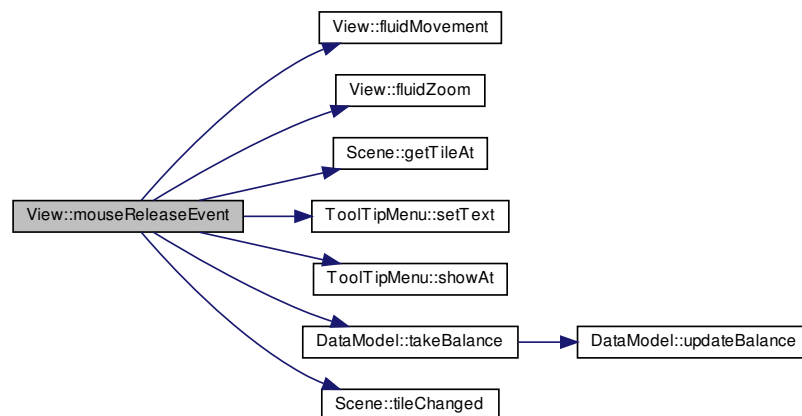 View::fluidMovement
View::fluidZoom
Scene::getTileAt
View::mouseReleaseEvent
ToolTipMenu::setText
ToolTipMenu::showAt
DataModel::takeBalance
DataModel::updateBalance
Scene::tileChanged